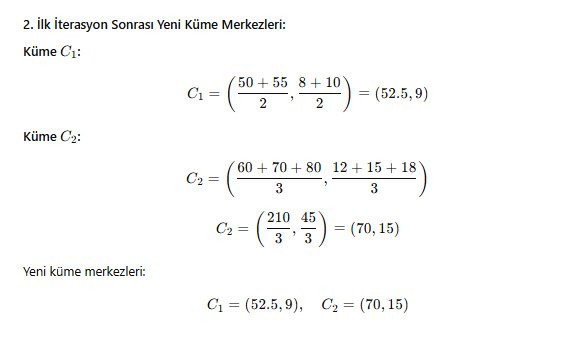 2. İlk İterasyon Sonrası Yeni Küme Merkezleri:
Küme C₁:
C₁ = ( (50 + 55)/2 , (8 + 10)/2 ) = (52.5, 9)
Küme C₂:
C₂ = ( (60 + 70 + 80)/3 , (12 + 15 + 18)/3 )
C₂ = ( 210/3 , 45/3 ) = (70, 15)
Yeni küme merkezleri:
C₁ = (52.5, 9), C₂ = (70, 15)